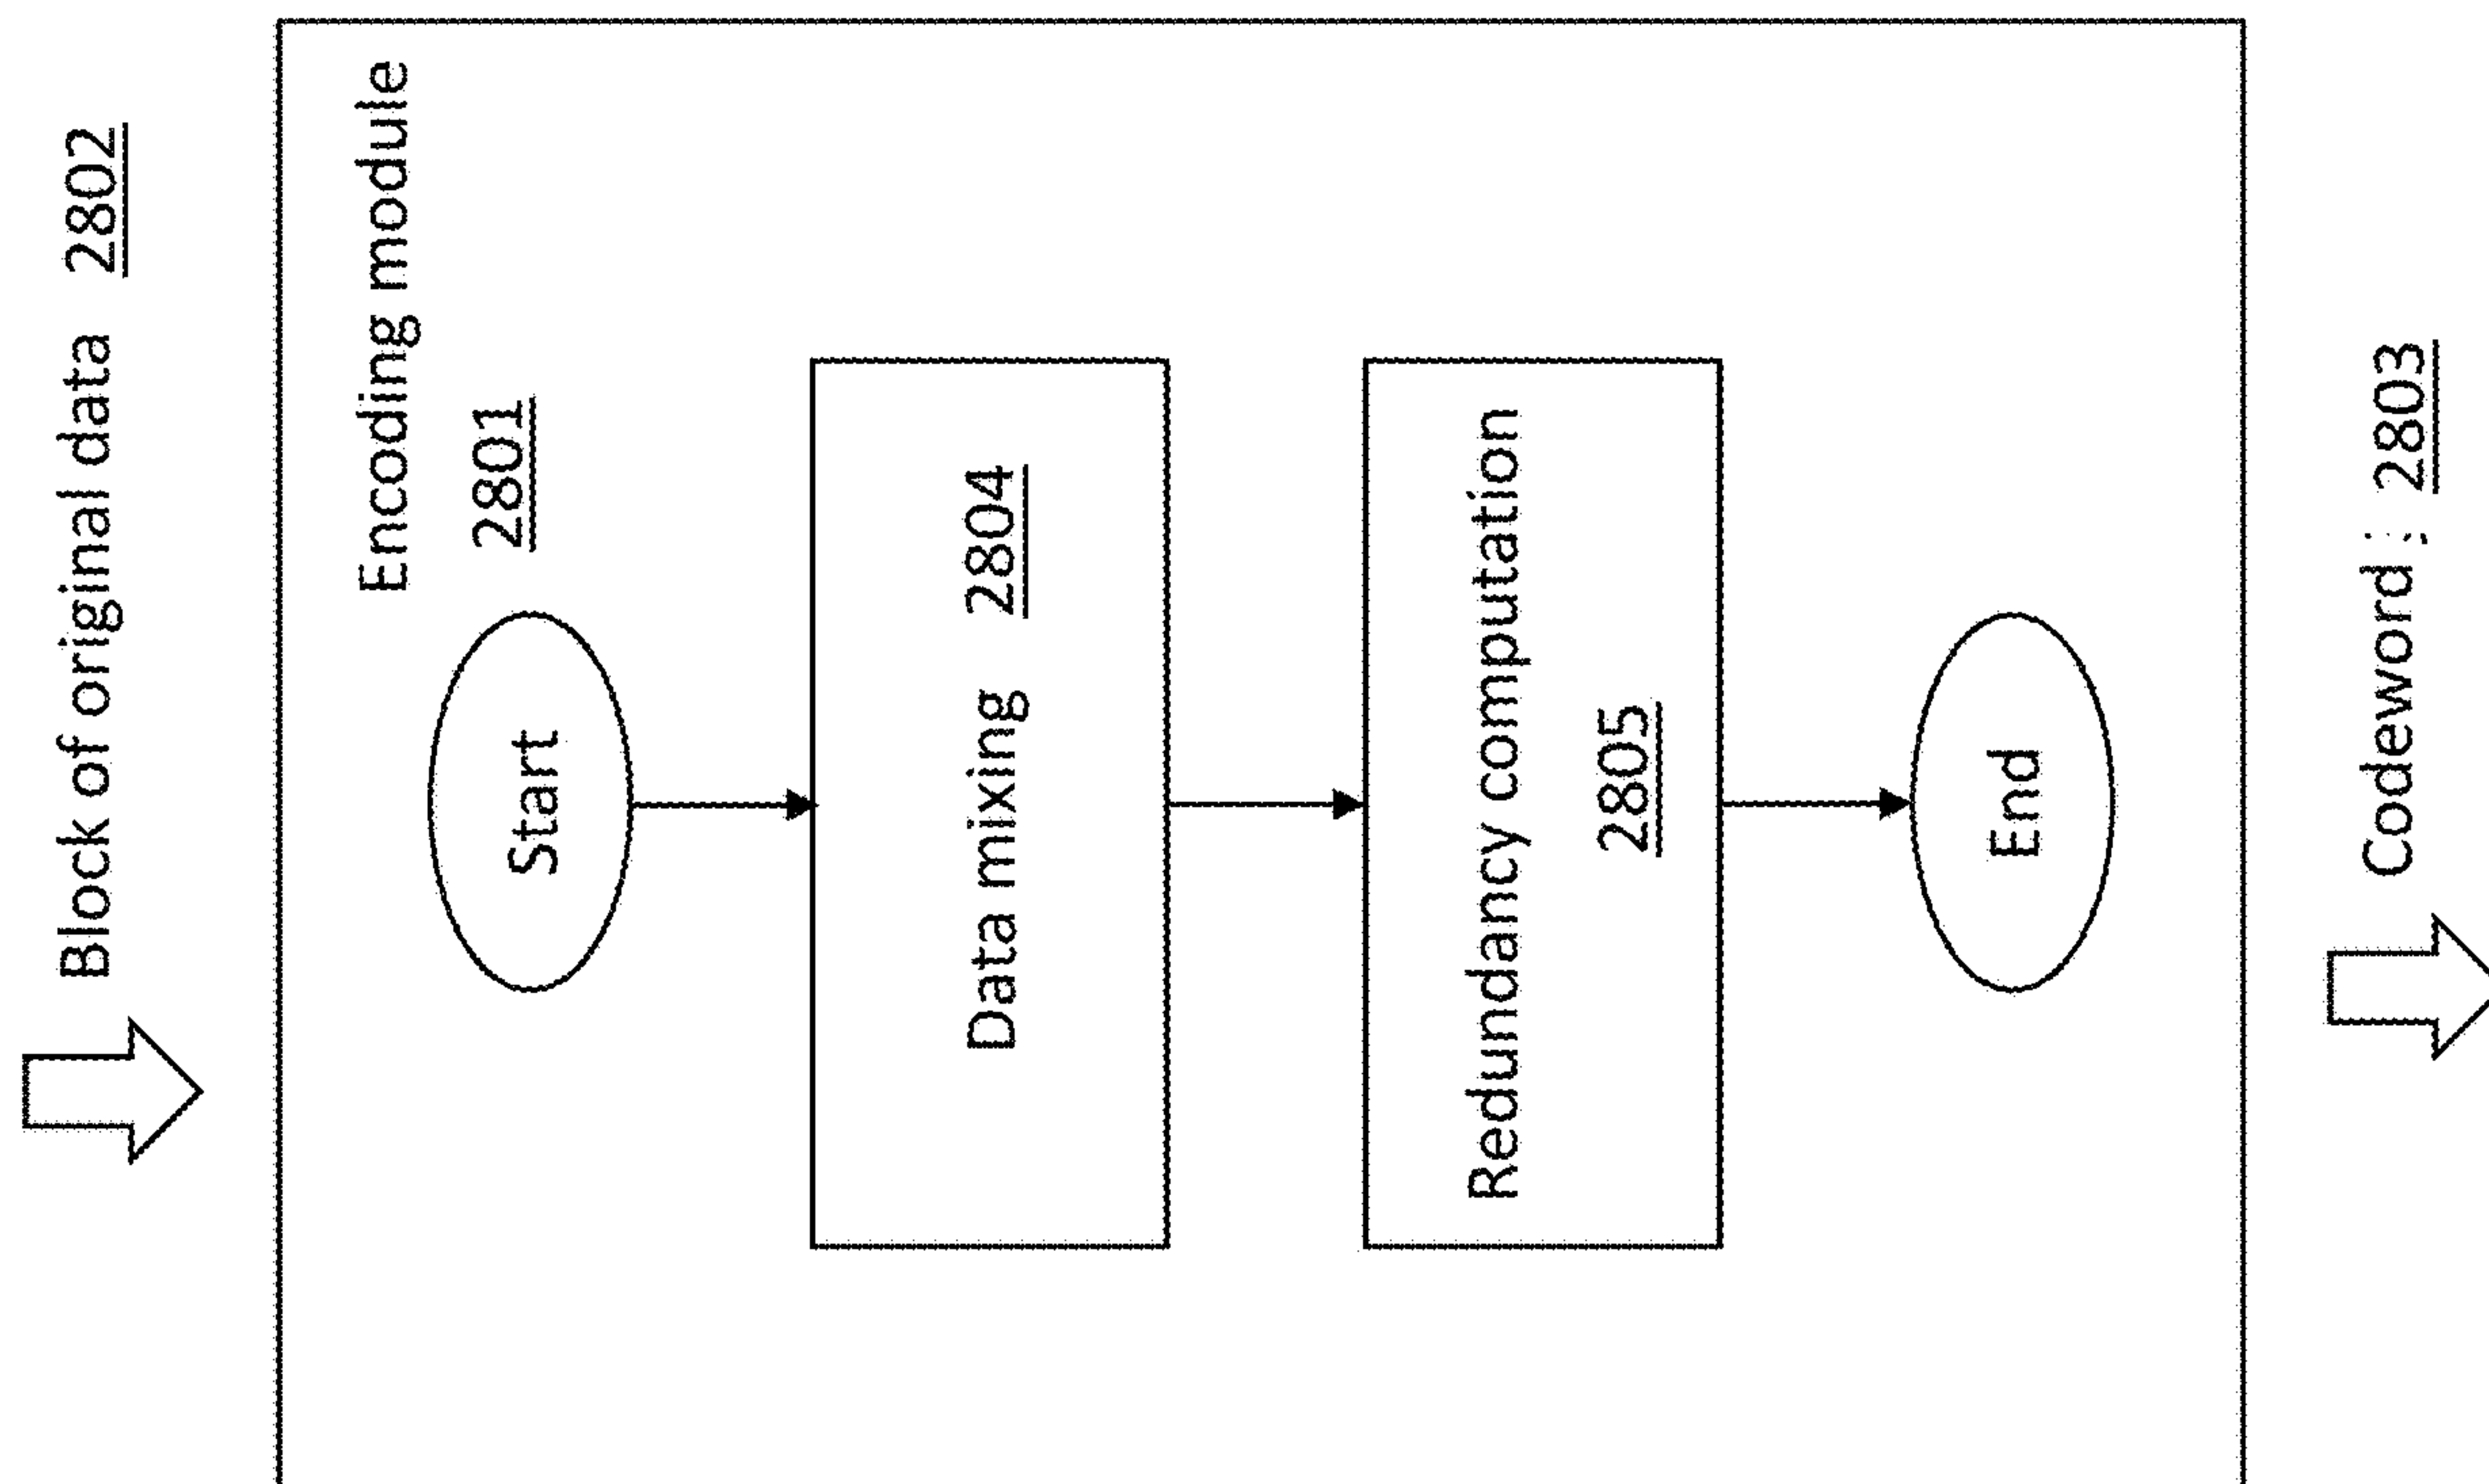 Block of original data 2802
Encoding module
2801
Start
Data mixing 2804
Redundancy computation
2805
End
Codeword : 2803